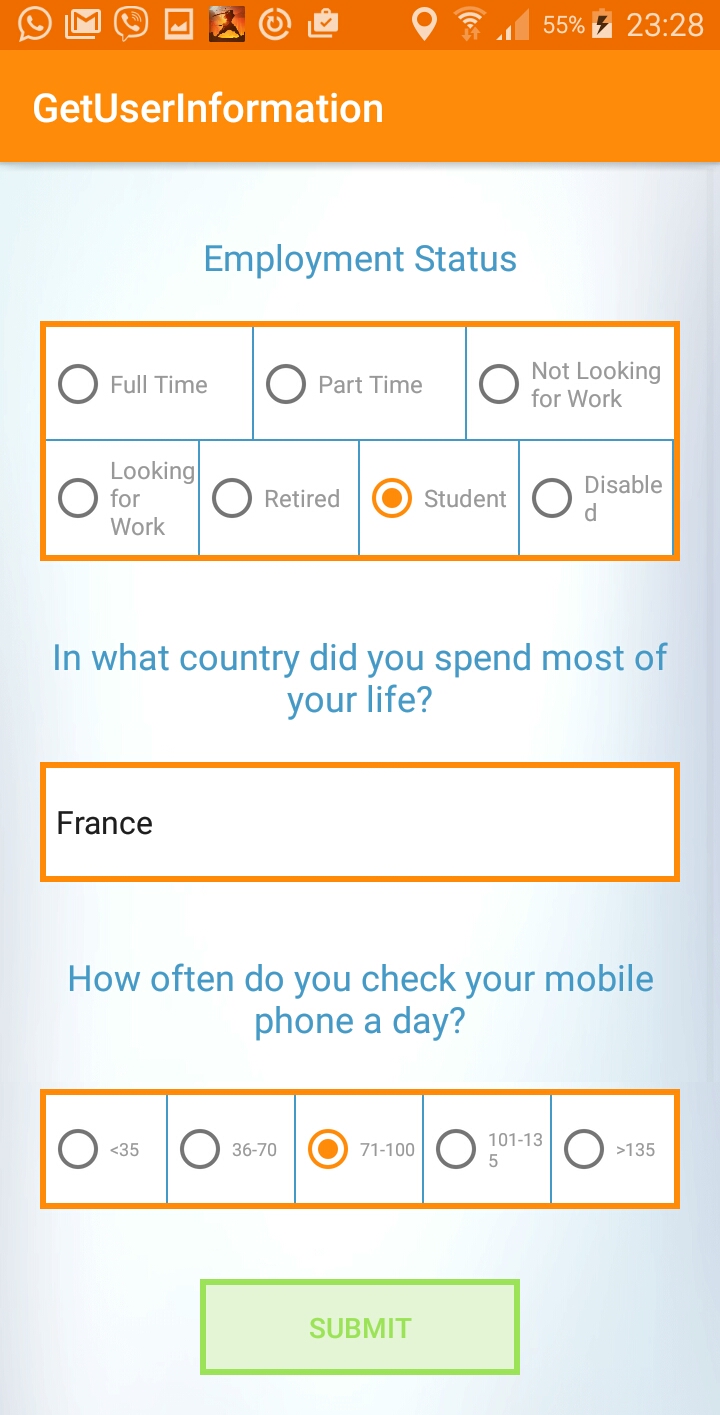 55% 23:28
GetUserInformation
Employment Status
Full Time
Part Time
Not Looking
for Work
Looking
for
Work
Retired
Student
Disable
d
In what country did you spend most of
your life?
France
How often do you check your mobile
phone a day?
<35
36-70
71-100
101-13
5
>135
SUBMIT